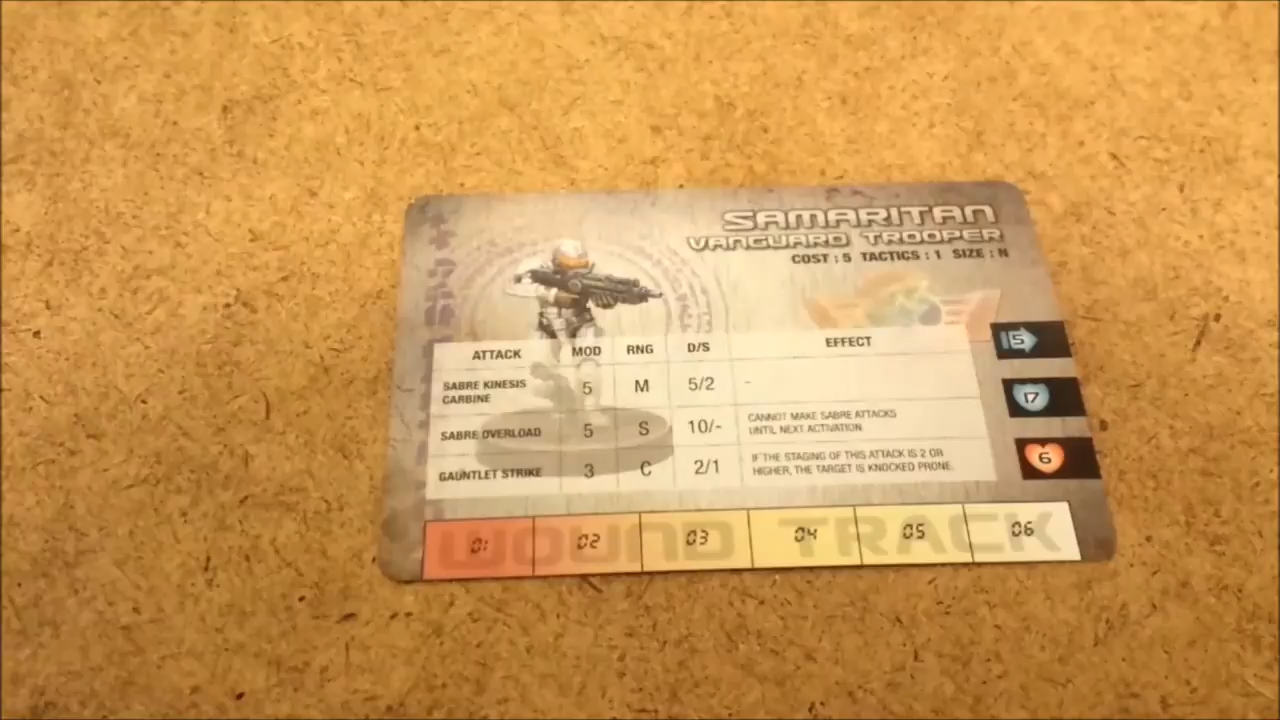 SAMARITAN
VANGUARD TROOPER
COST : 5 TACTICS : 1 SIZE : N
ATTACK MOD RNG D/S EFFECT
SABRE KINESIS
CARBINE 5 M 5/2 -
SABRE OVERLOAD 5 S 10/- CANNOT MAKE SABRE ATTACKS
UNTIL NEXT ACTIVATION.
GAUNTLET STRIKE 3 C 2/1 IF THE STAGING OF THIS ATTACK IS 2 OR
HIGHER, THE TARGET IS KNOCKED PRONE.
5
17
6
WOUND TRACK
01 02 03 04 05 06